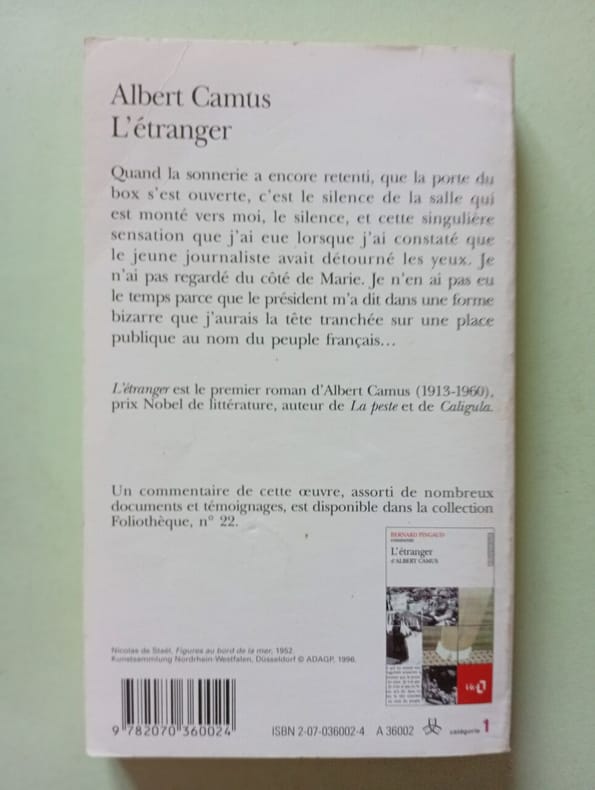 Albert Camus
L'étranger
Quand la sonnerie a encore retenti, que la porte du
box s'est ouverte, c'est le silence de la salle qui
est monté vers moi, le silence, et cette singulière
sensation que j'ai eue lorsque j'ai constaté que
le jeune journaliste avait détourné les yeux. Je
n'ai pas regardé du côté de Marie. Je n'en ai pas eu
le temps parce que le président m'a dit dans une forme
bizarre que j'aurais la tête tranchée sur une place
publique au nom du peuple français...
L'étranger est le premier roman d'Albert Camus (1913-1960),
prix Nobel de littérature, auteur de La peste et de Caligula.
Un commentaire de cette œuvre, assorti de nombreux
documents et témoignages, est disponible dans la collection
Foliothèque, n° 22.
BERNARD PINGAUD
L'étranger
d'ALBERT CAMUS
Nicolas de Staël, Figures au bord de la mer, 1952.
Kunstsammlung Nordrhein-Westfalen, Düsseldorf © ADAGP, 1996.
9 782070 360024
ISBN 2-07-036002-4 A 36002 catégorie 1